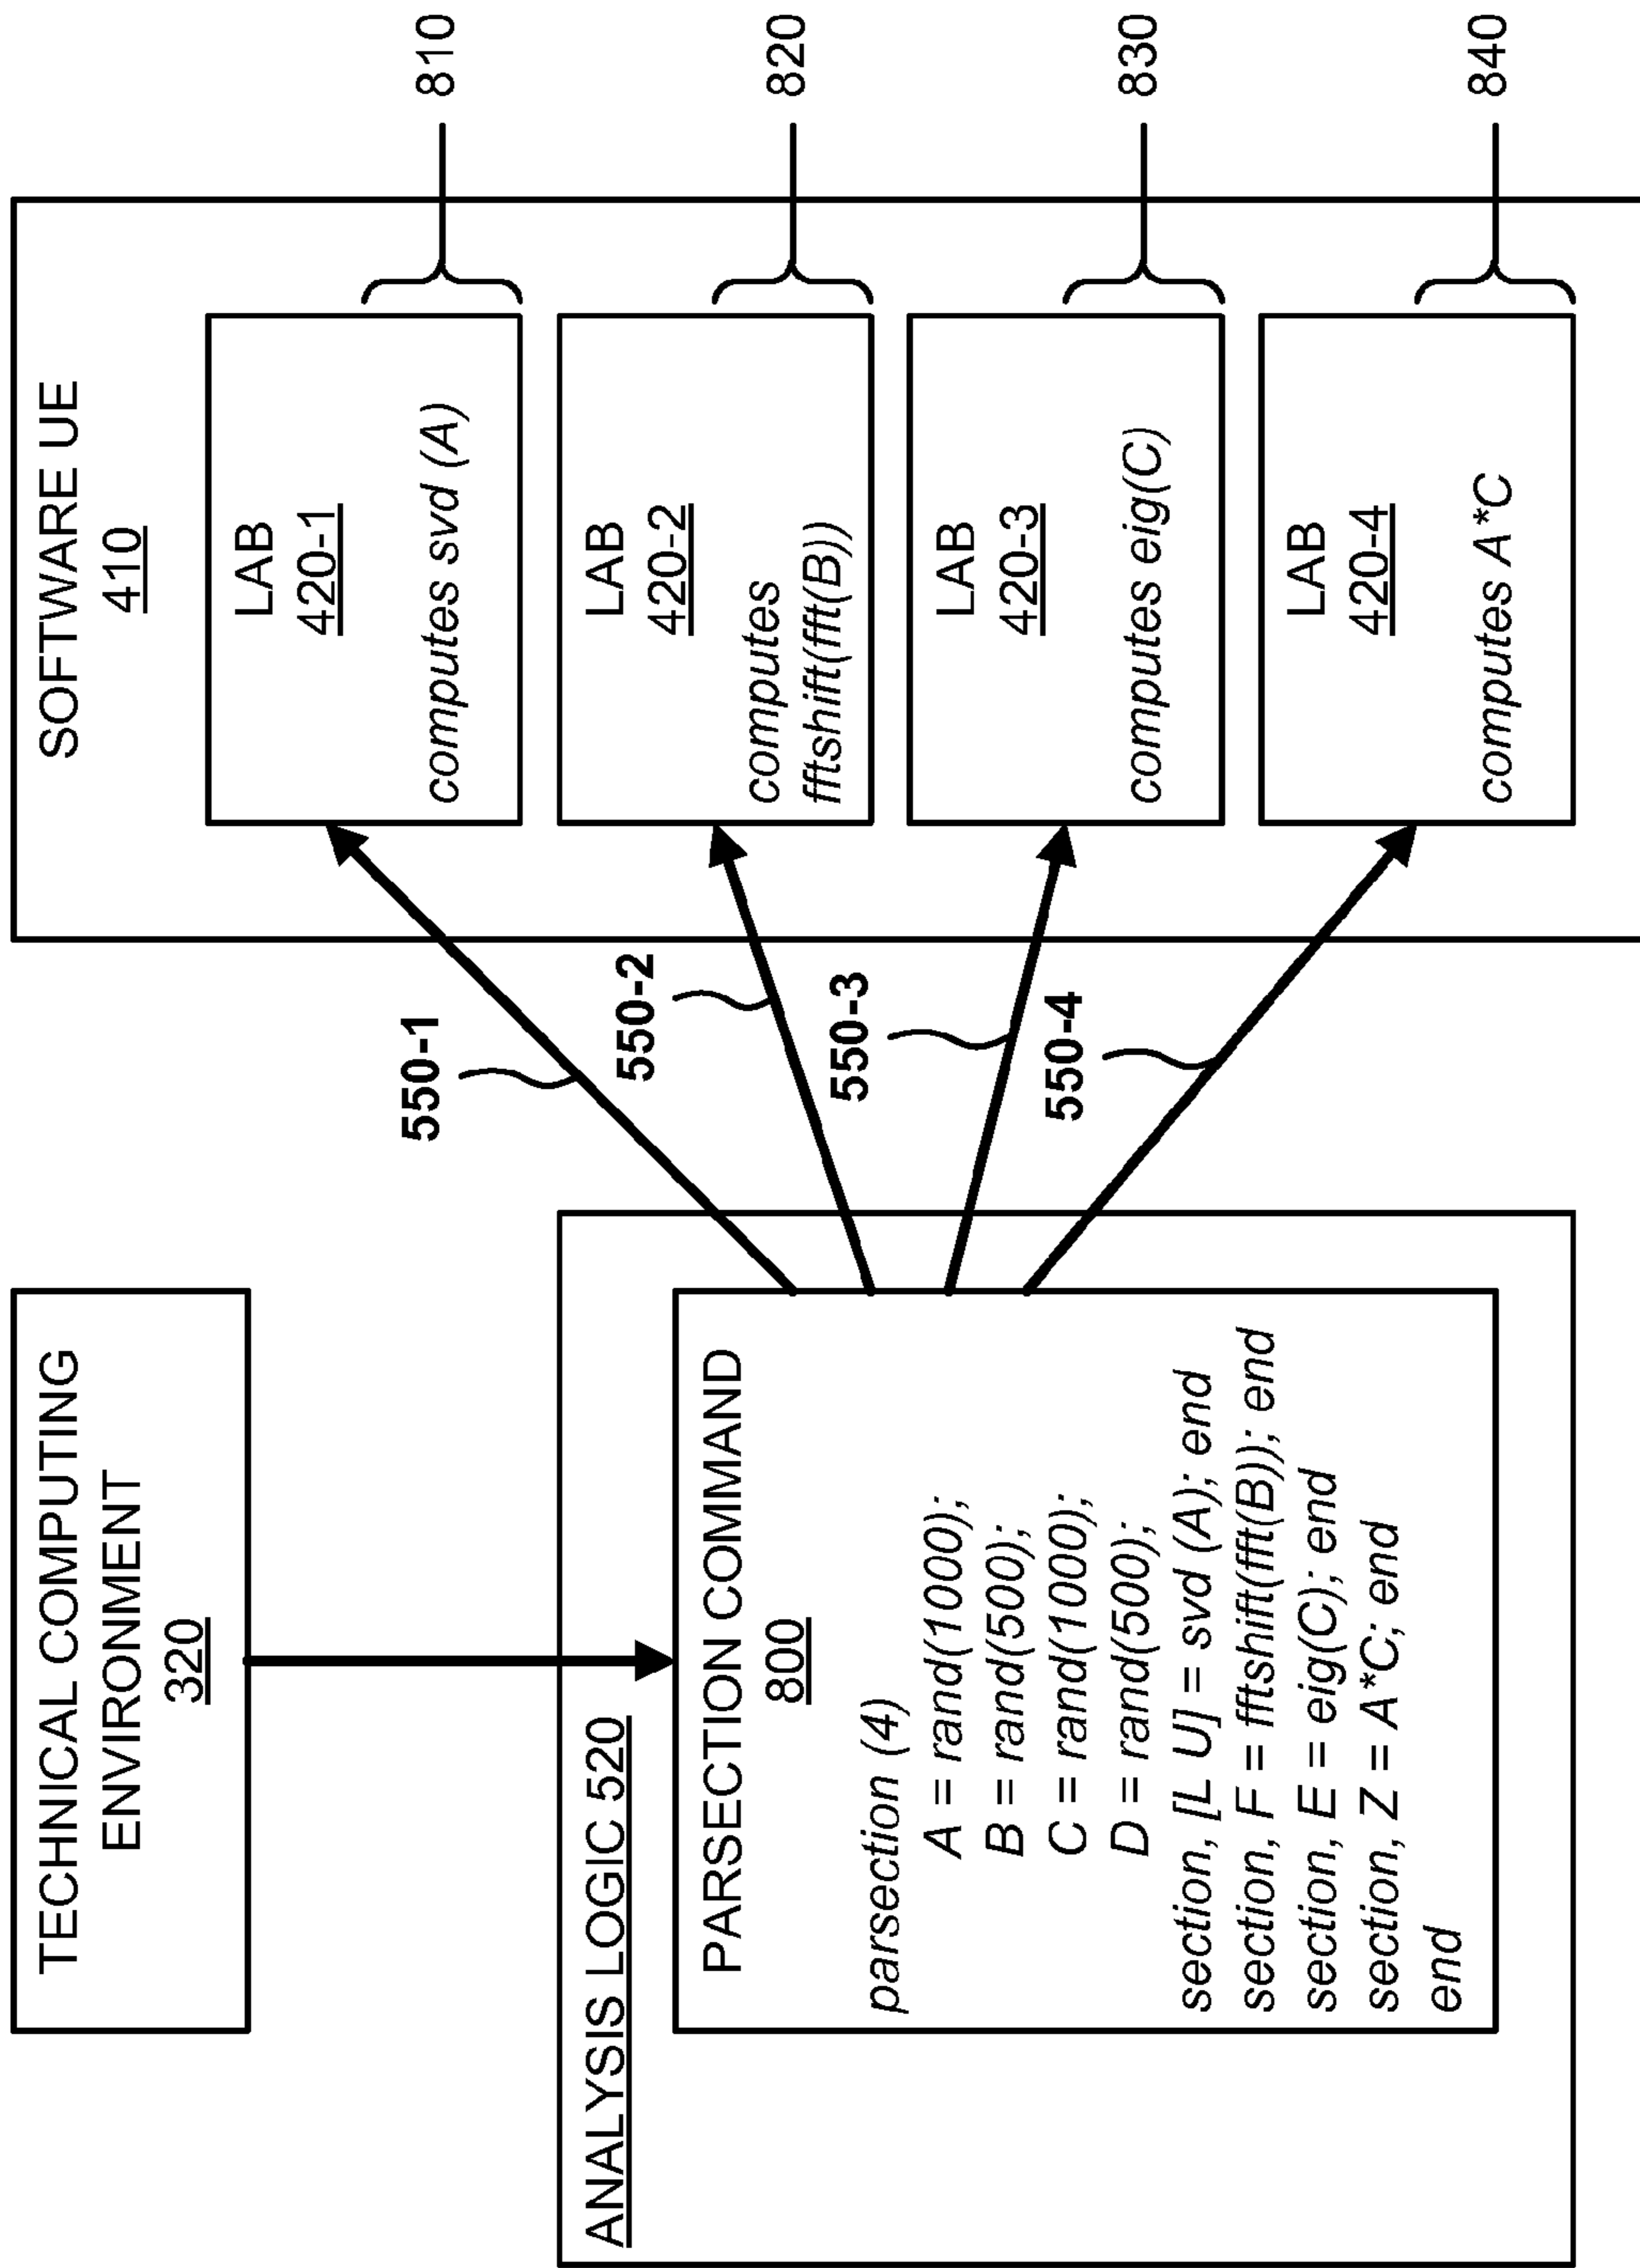 TECHNICAL COMPUTING
ENVIRONMENT
320
ANALYSIS LOGIC 520
PARSECTION COMMAND
800
parsection (4)
A = rand(1000);
B = rand(500);
C = rand(1000);
D = rand(500);
section, [L U] = svd (A); end
section, F = fftshift(fft(B)); end
section, E = eig(C); end
section, Z = A*C; end
end
550-1
550-2
550-3
550-4
SOFTWARE UE
410
LAB
420-1
computes svd (A)
810
LAB
420-2
computes
fftshift(fft(B))
820
LAB
420-3
computes eig(C)
830
LAB
420-4
computes A*C
840